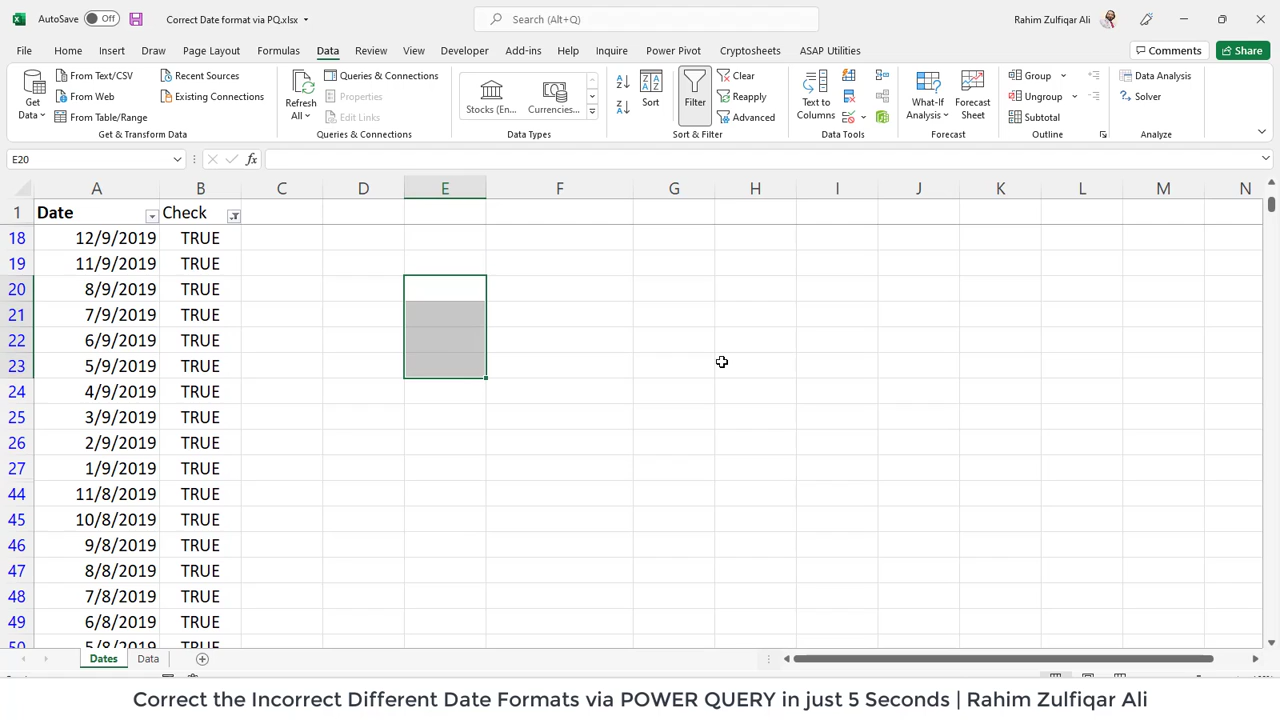 AutoSave Off Correct Date format via PQ.xlsx Search (Alt+Q) Rahim Zulfiqar Ali
File Home Insert Draw Page Layout Formulas Data Review View Developer Add-ins Help Inquire Power Pivot Cryptosheets ASAP Utilities Comments Share
From Text/CSV Recent Sources Queries & Connections Clear Group Data Analysis
Get Data From Web Existing Connections Refresh All Properties Stocks (En... Currencies... Sort Filter Reapply Text to Columns What-If Analysis Forecast Sheet Ungroup Solver
From Table/Range Edit Links Advanced Subtotal
Get & Transform Data Queries & Connections Data Types Sort & Filter Data Tools Forecast Outline Analyze
E20 fx
A B C D E F G H I J K L M N
1 Date Check
18 12/9/2019 TRUE
19 11/9/2019 TRUE
20 8/9/2019 TRUE
21 7/9/2019 TRUE
22 6/9/2019 TRUE
23 5/9/2019 TRUE
24 4/9/2019 TRUE
25 3/9/2019 TRUE
26 2/9/2019 TRUE
27 1/9/2019 TRUE
44 11/8/2019 TRUE
45 10/8/2019 TRUE
46 9/8/2019 TRUE
47 8/8/2019 TRUE
48 7/8/2019 TRUE
49 6/8/2019 TRUE
50 5/8/2019 TRUE
Dates Data
Correct the Incorrect Different Date Formats via POWER QUERY in just 5 Seconds | Rahim Zulfiqar Ali